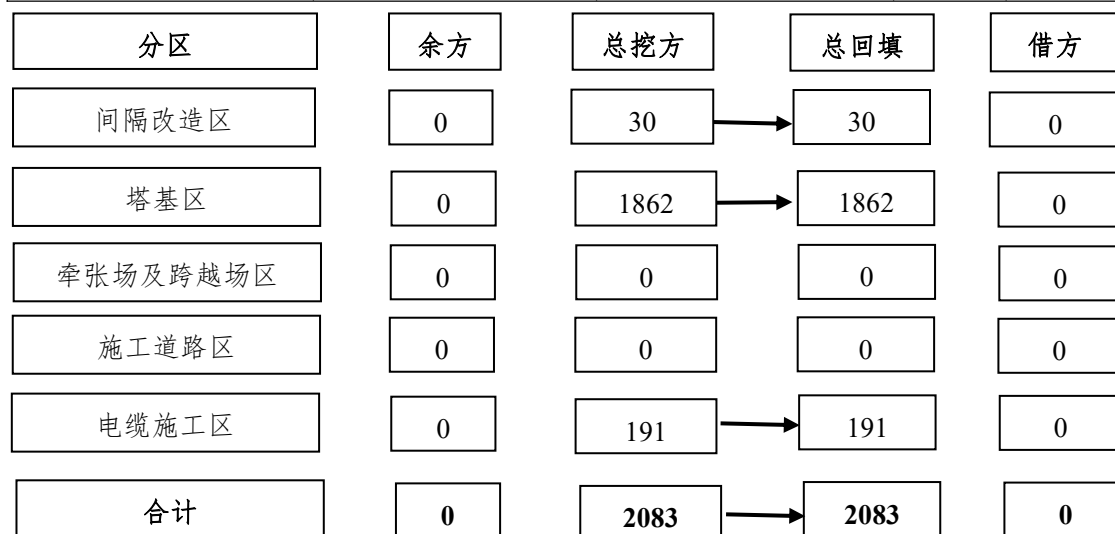 分区 余方 总挖方 总回填 借方
间隔改造区 0 30 30 0
塔基区 0 1862 1862 0
牵张场及跨越场区 0 0 0 0
施工道路区 0 0 0 0
电缆施工区 0 191 191 0
合计 0 2083 2083 0